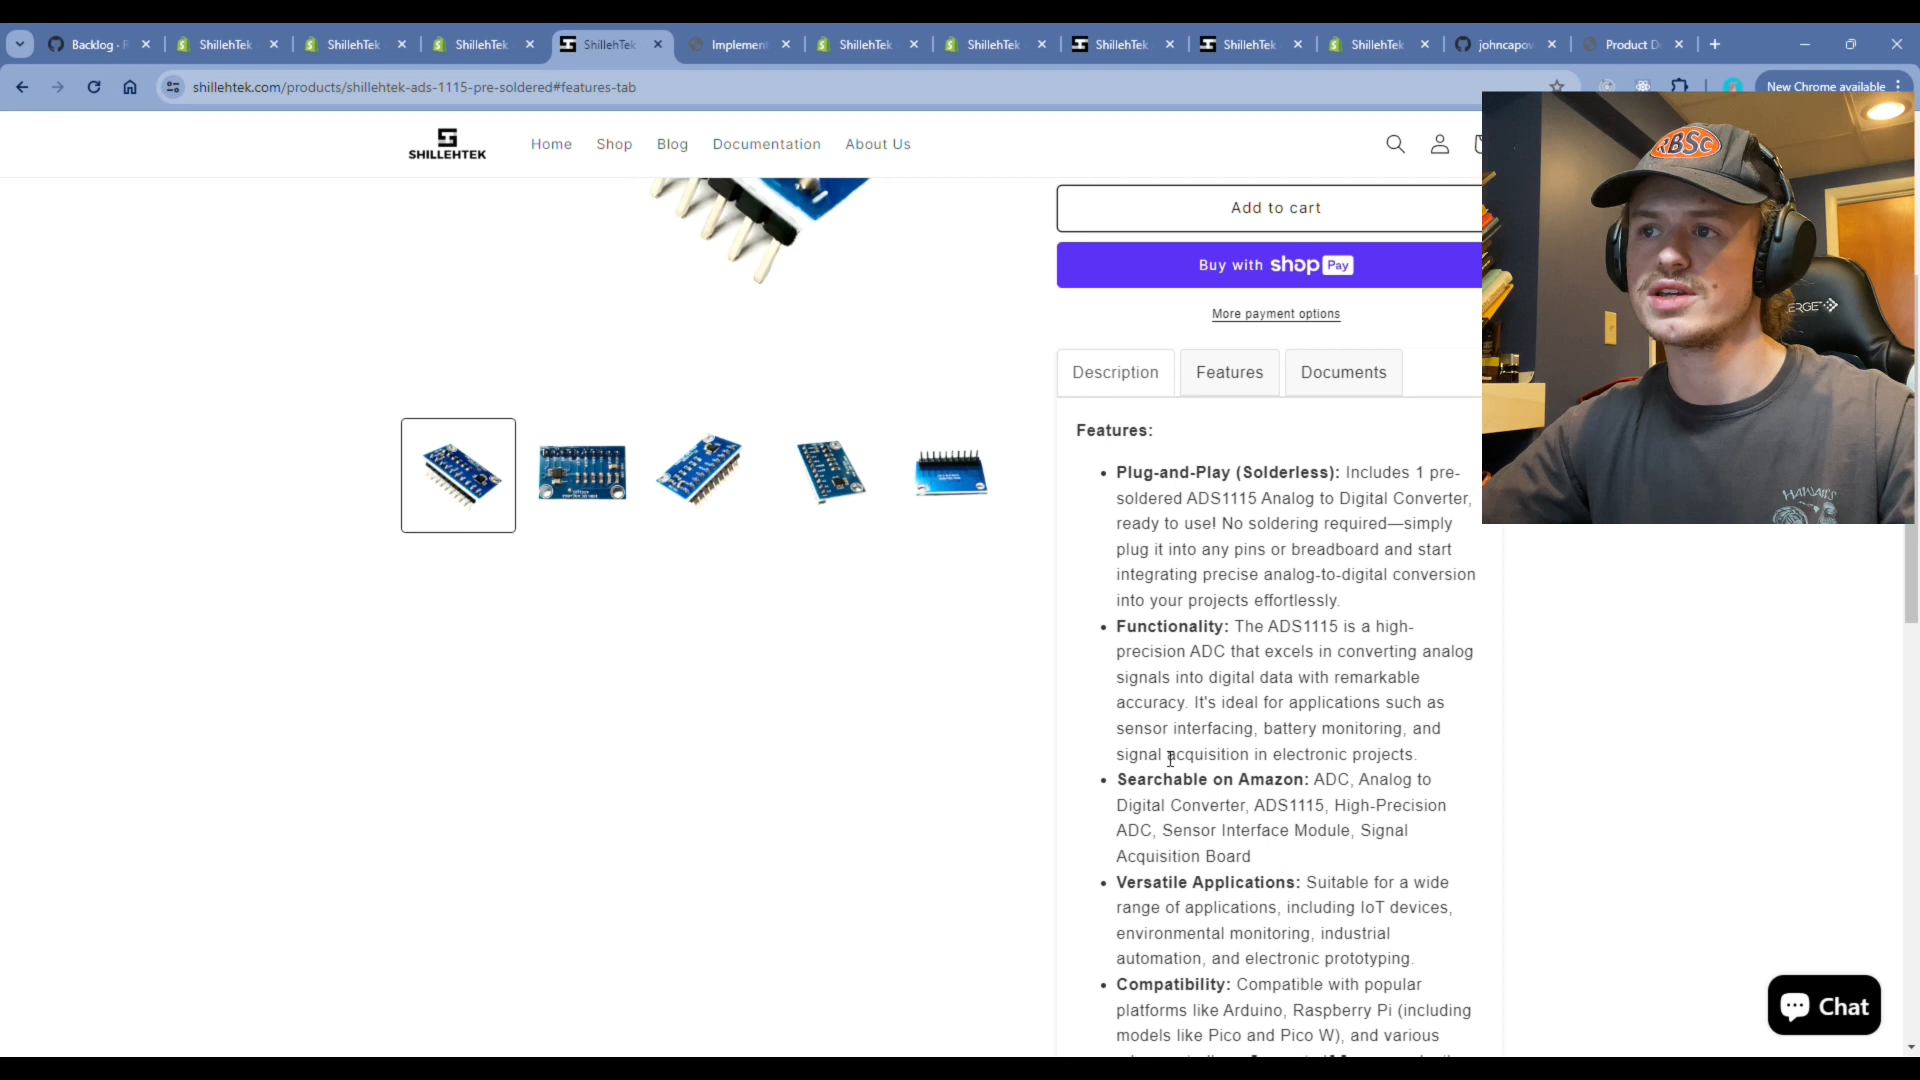 Backlog
ShillehTek
ShillehTek
ShillehTek
ShillehTek
Implement
ShillehTek
ShillehTek
ShillehTek
ShillehTek
ShillehTek
johncapov
Product D
shillehtek.com/products/shillehtek-ads-1115-pre-soldered#features-tab
New Chrome available
SHILLEHTEK
Home
Shop
Blog
Documentation
About Us
Add to cart
Buy with shop Pay
More payment options
Description
Features
Documents
Features:
Plug-and-Play (Solderless): Includes 1 pre-
soldered ADS1115 Analog to Digital Converter,
ready to use! No soldering required—simply
plug it into any pins or breadboard and start
integrating precise analog-to-digital conversion
into your projects effortlessly.
Functionality: The ADS1115 is a high-
precision ADC that excels in converting analog
signals into digital data with remarkable
accuracy. It's ideal for applications such as
sensor interfacing, battery monitoring, and
signal acquisition in electronic projects.
Searchable on Amazon: ADC, Analog to
Digital Converter, ADS1115, High-Precision
ADC, Sensor Interface Module, Signal
Acquisition Board
Versatile Applications: Suitable for a wide
range of applications, including IoT devices,
environmental monitoring, industrial
automation, and electronic prototyping.
Compatibility: Compatible with popular
platforms like Arduino, Raspberry Pi (including
models like Pico and Pico W), and various
RBSC
ERGE
HAWAII'S
Chat